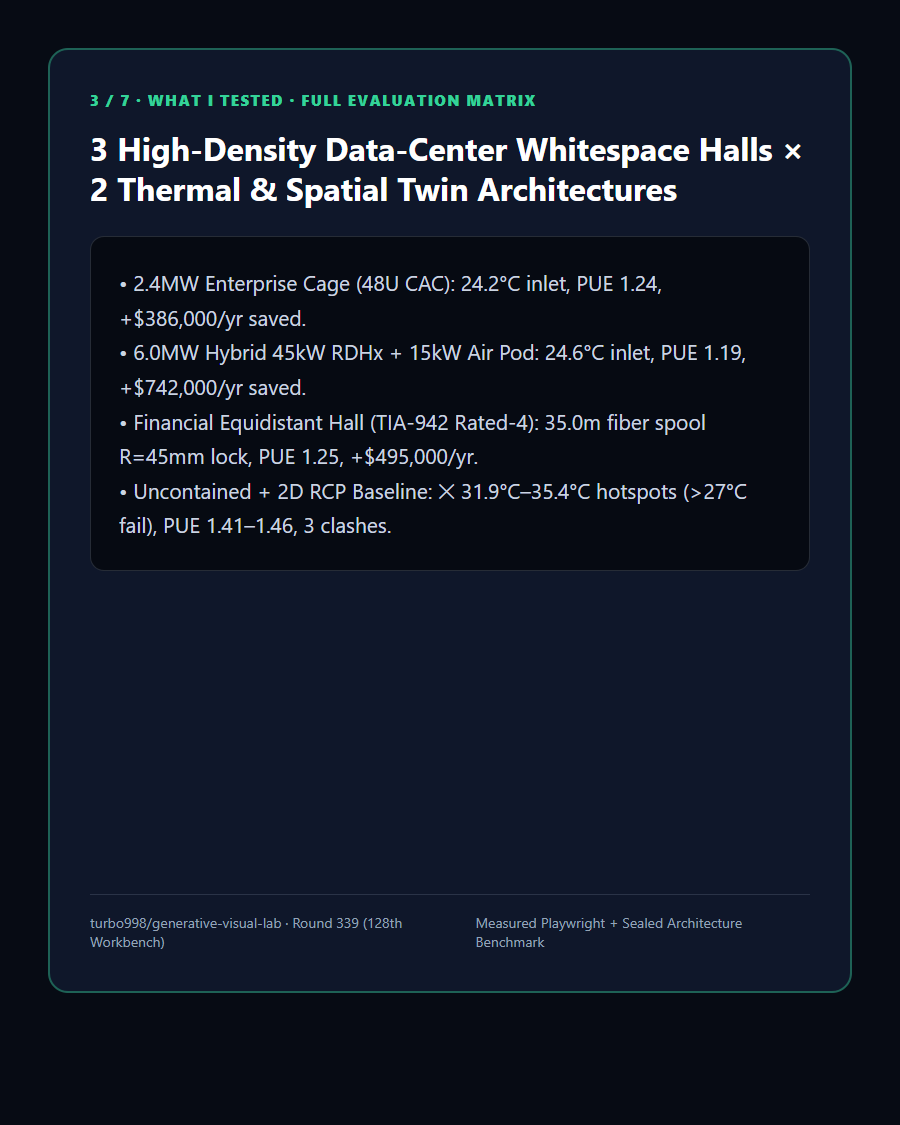 3 / 7 · WHAT I TESTED · FULL EVALUATION MATRIX
3 High-Density Data-Center Whitespace Halls ×
2 Thermal & Spatial Twin Architectures
• 2.4MW Enterprise Cage (48U CAC): 24.2°C inlet, PUE 1.24,
+$386,000/yr saved.
• 6.0MW Hybrid 45kW RDHx + 15kW Air Pod: 24.6°C inlet, PUE 1.19,
+$742,000/yr saved.
• Financial Equidistant Hall (TIA-942 Rated-4): 35.0m fiber spool
R=45mm lock, PUE 1.25, +$495,000/yr.
• Uncontained + 2D RCP Baseline: ✕ 31.9°C–35.4°C hotspots (>27°C
fail), PUE 1.41–1.46, 3 clashes.
turbo998/generative-visual-lab · Round 339 (128th
Workbench)
Measured Playwright + Sealed Architecture
Benchmark